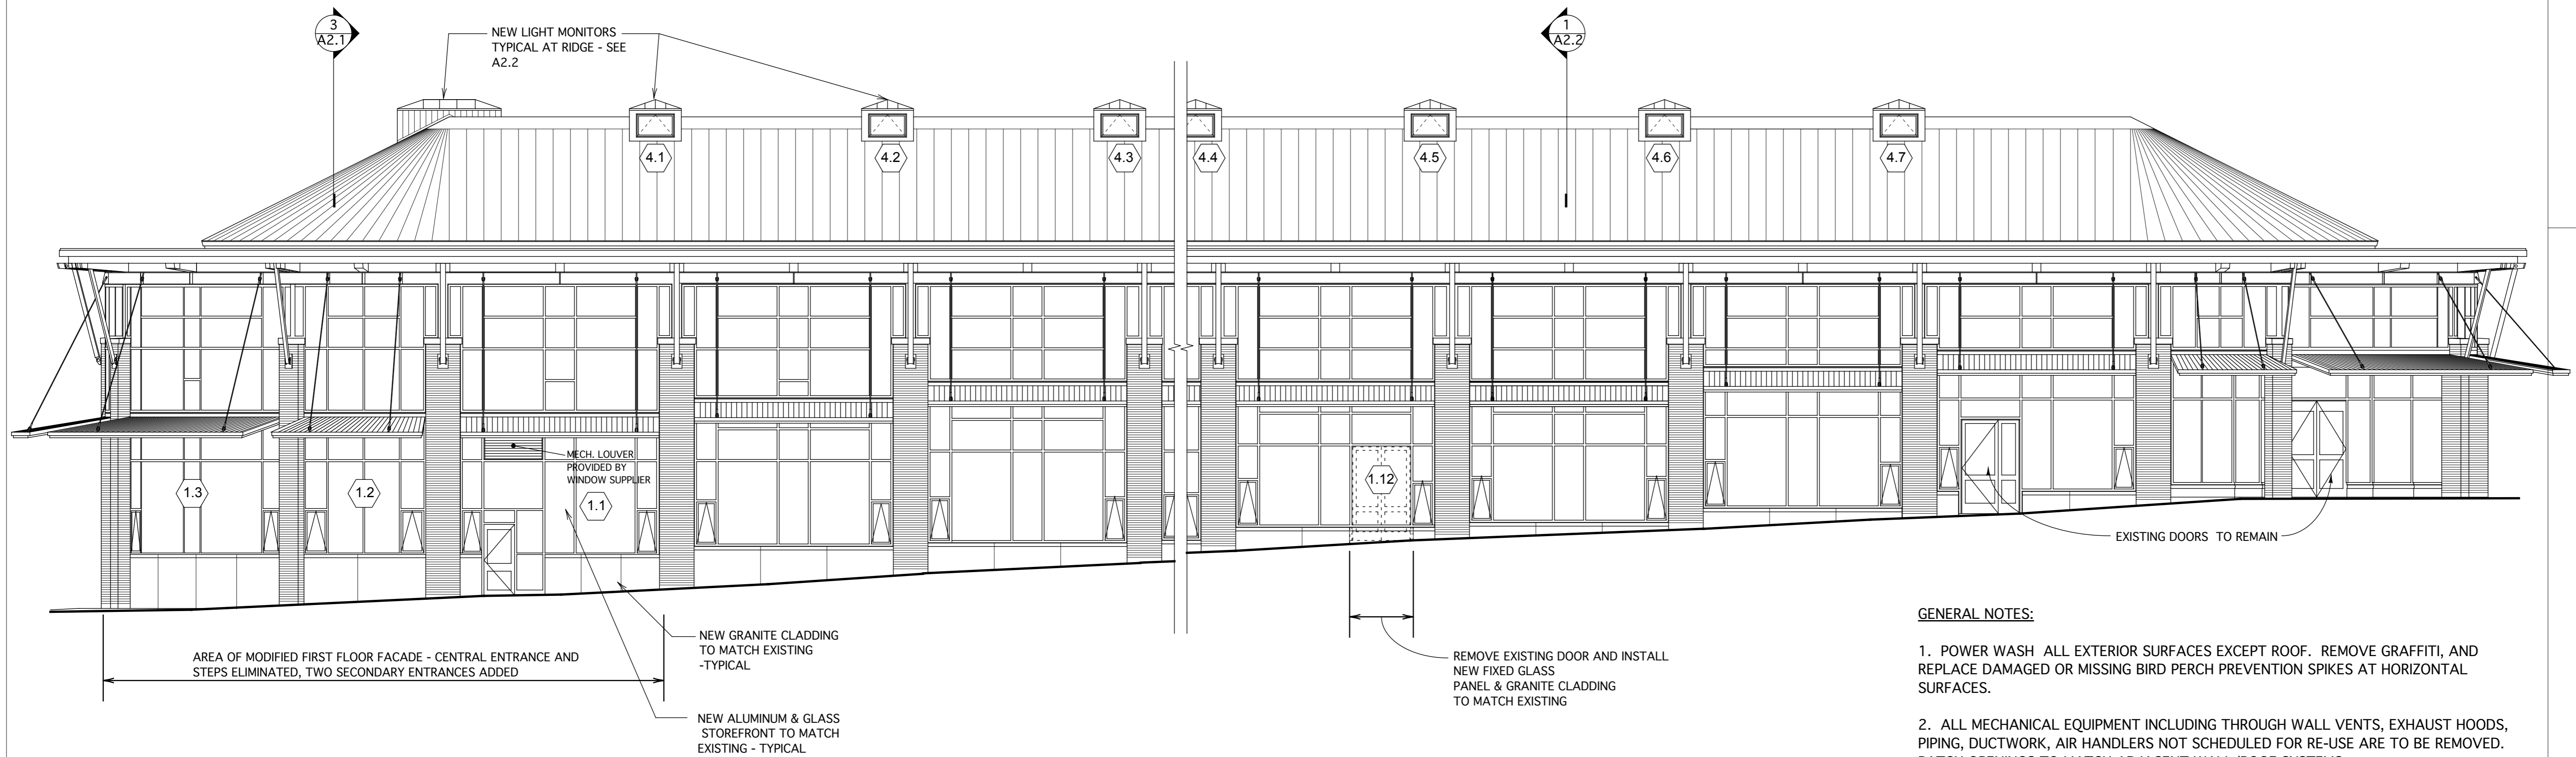 3
A2.1
NEW LIGHT MONITORS
TYPICAL AT RIDGE - SEE
A2.2
1
A2.2
4.1
4.2
4.3
4.4
4.5
4.6
4.7
MECH. LOUVER
PROVIDED BY
WINDOW SUPPLIER
1.3
1.2
1.1
1.12
EXISTING DOORS TO REMAIN
AREA OF MODIFIED FIRST FLOOR FACADE - CENTRAL ENTRANCE AND
STEPS ELIMINATED, TWO SECONDARY ENTRANCES ADDED
NEW GRANITE CLADDING
TO MATCH EXISTING
-TYPICAL
NEW ALUMINUM & GLASS
STOREFRONT TO MATCH
EXISTING - TYPICAL
REMOVE EXISTING DOOR AND INSTALL
NEW FIXED GLASS
PANEL & GRANITE CLADDING
TO MATCH EXISTING
GENERAL NOTES:
1. POWER WASH ALL EXTERIOR SURFACES EXCEPT ROOF. REMOVE GRAFFITI, AND
REPLACE DAMAGED OR MISSING BIRD PERCH PREVENTION SPIKES AT HORIZONTAL
SURFACES.
2. ALL MECHANICAL EQUIPMENT INCLUDING THROUGH WALL VENTS, EXHAUST HOODS,
PIPING, DUCTWORK, AIR HANDLERS NOT SCHEDULED FOR RE-USE ARE TO BE REMOVED.